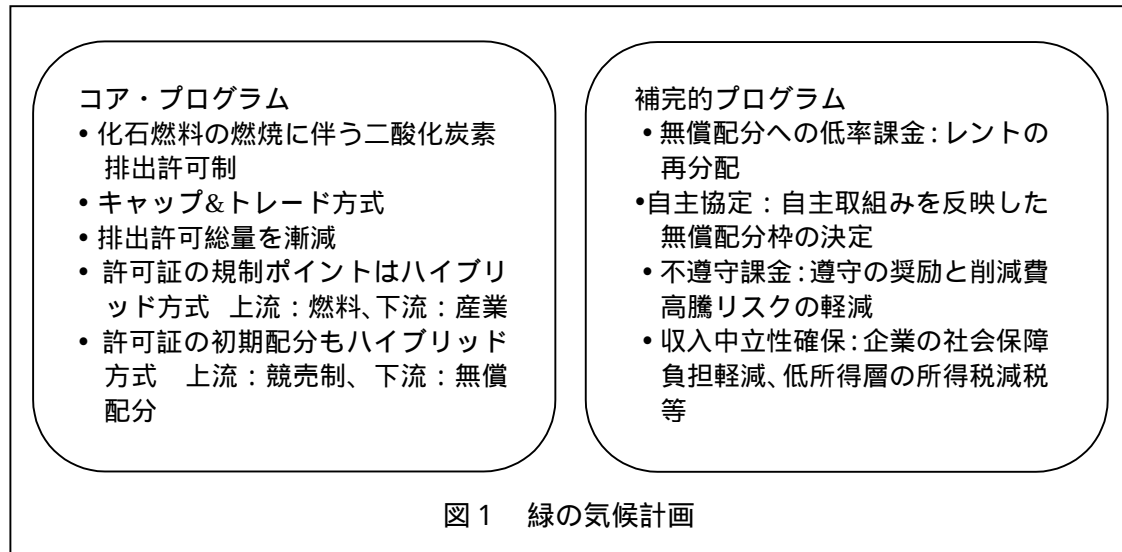 コア・プログラム
• 化石燃料の燃焼に伴う二酸化炭素
排出許可制
• キャップ&トレード方式
• 排出許可総量を漸減
• 許可証の規制ポイントはハイブリ
ッド方式　上流：燃料、下流：産業
• 許可証の初期配分もハイブリッド
方式　上流：競売制、下流：無償
配分
補完的プログラム
• 無償配分への低率課金：レントの
再分配
•自主協定：自主取組みを反映した
無償配分枠の決定
• 不遵守課金：遵守の奨励と削減費
高騰リスクの軽減
• 収入中立性確保：企業の社会保障
負担軽減、低所得層の所得税減税
等
図１　緑の気候計画